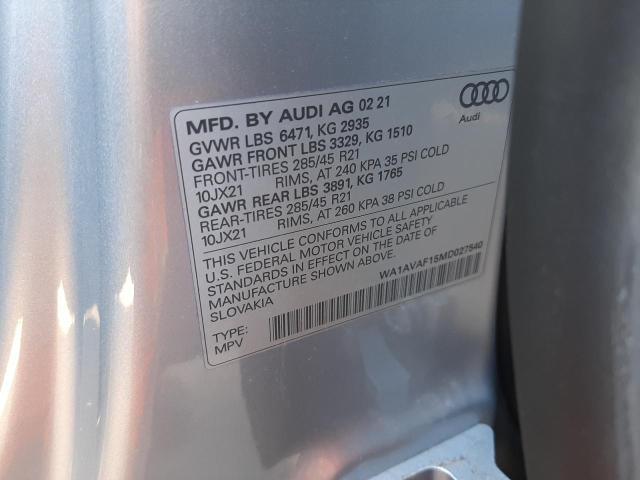 MFD. BY AUDI AG 02 21
GVWR LBS 6471, KG 2935
GAWR FRONT LBS 3329, KG 1510
FRONT-TIRES 285/45 R21
10JX21 RIMS, AT 240 KPA 35 PSI COLD
GAWR REAR LBS 3891, KG 1765
REAR-TIRES 285/45 R21
10JX21 RIMS, AT 260 KPA 38 PSI COLD
THIS VEHICLE CONFORMS TO ALL APPLICABLE
U.S. FEDERAL MOTOR VEHICLE SAFETY
STANDARDS IN EFFECT ON THE DATE OF
MANUFACTURE SHOWN ABOVE.
SLOVAKIA
WA1AVAF15MD027540
TYPE:
MPV
Audi